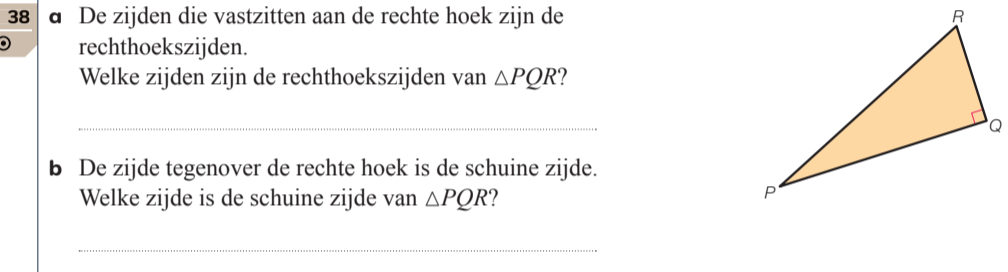 38 a De zijden die vastzitten aan de rechte hoek zijn de
rechthoekszijden.
Welke zijden zijn de rechthoekszijden van △PQR?
b De zijde tegenover de rechte hoek is de schuine zijde.
Welke zijde is de schuine zijde van △PQR?
R
Q
P